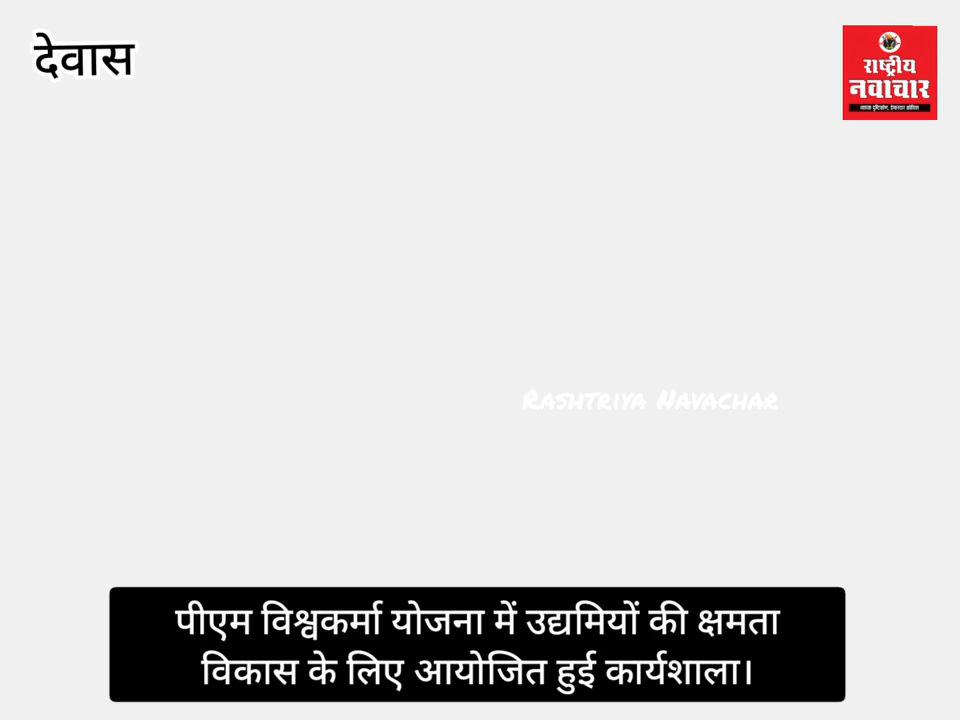 देवास
राष्ट्रीय
नवाचार
Rashtriya Navachar
पीएम विश्वकर्मा योजना में उद्यमियों की क्षमता
विकास के लिए आयोजित हुई कार्यशाला।